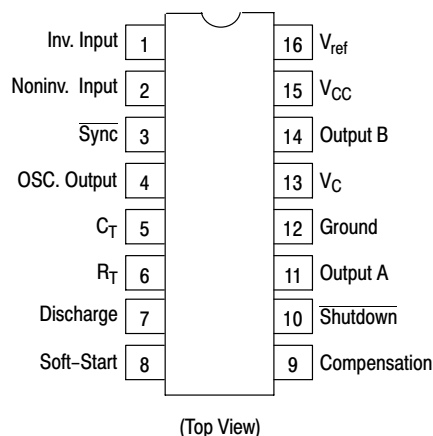 Inv. Input 1 16 Vref
Noninv. Input 2 15 VCC
Sync 3 14 Output B
OSC. Output 4 13 VC
CT 5 12 Ground
RT 6 11 Output A
Discharge 7 10 Shutdown
Soft-Start 8 9 Compensation
(Top View)